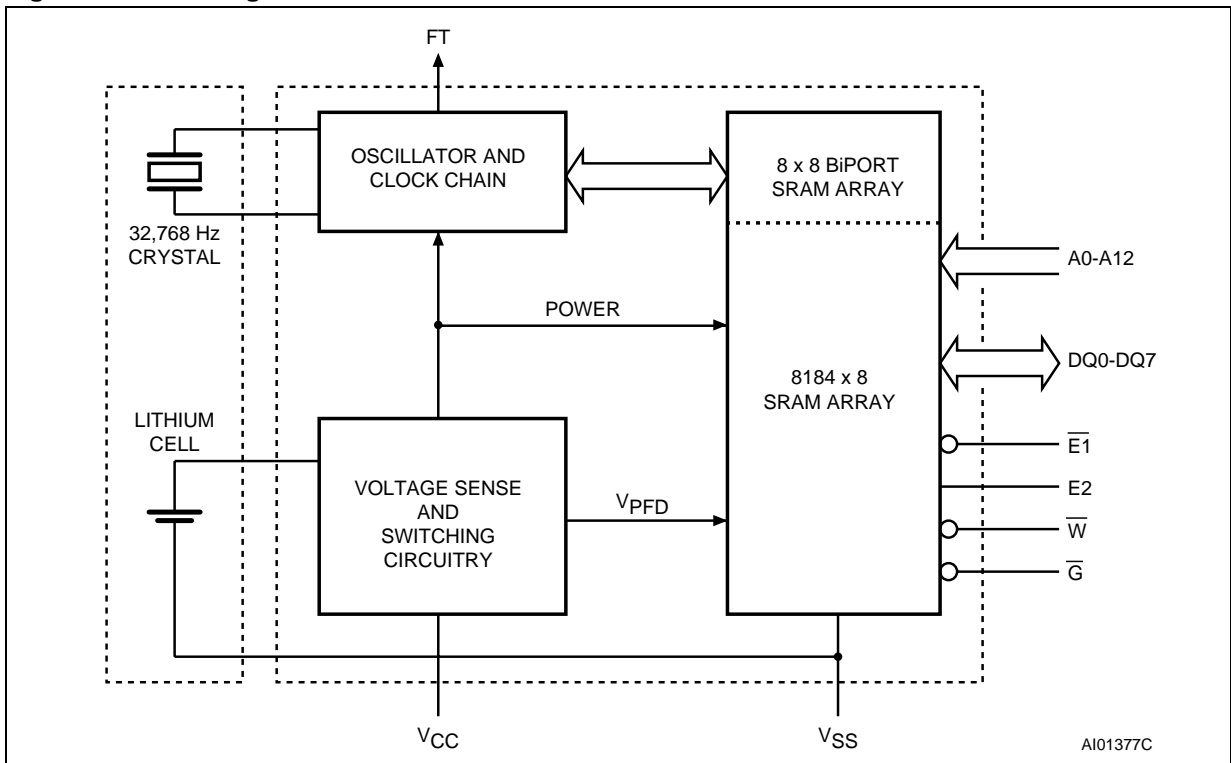 FT
OSCILLATOR AND
CLOCK CHAIN
8 x 8 BiPORT
SRAM ARRAY
32,768 Hz
CRYSTAL
A0-A12
POWER
DQ0-DQ7
8184 x 8
SRAM ARRAY
LITHIUM
CELL
VOLTAGE SENSE
AND
SWITCHING
CIRCUITRY
VPFD
E1
E2
W
G
VCC
VSS
AI01377C